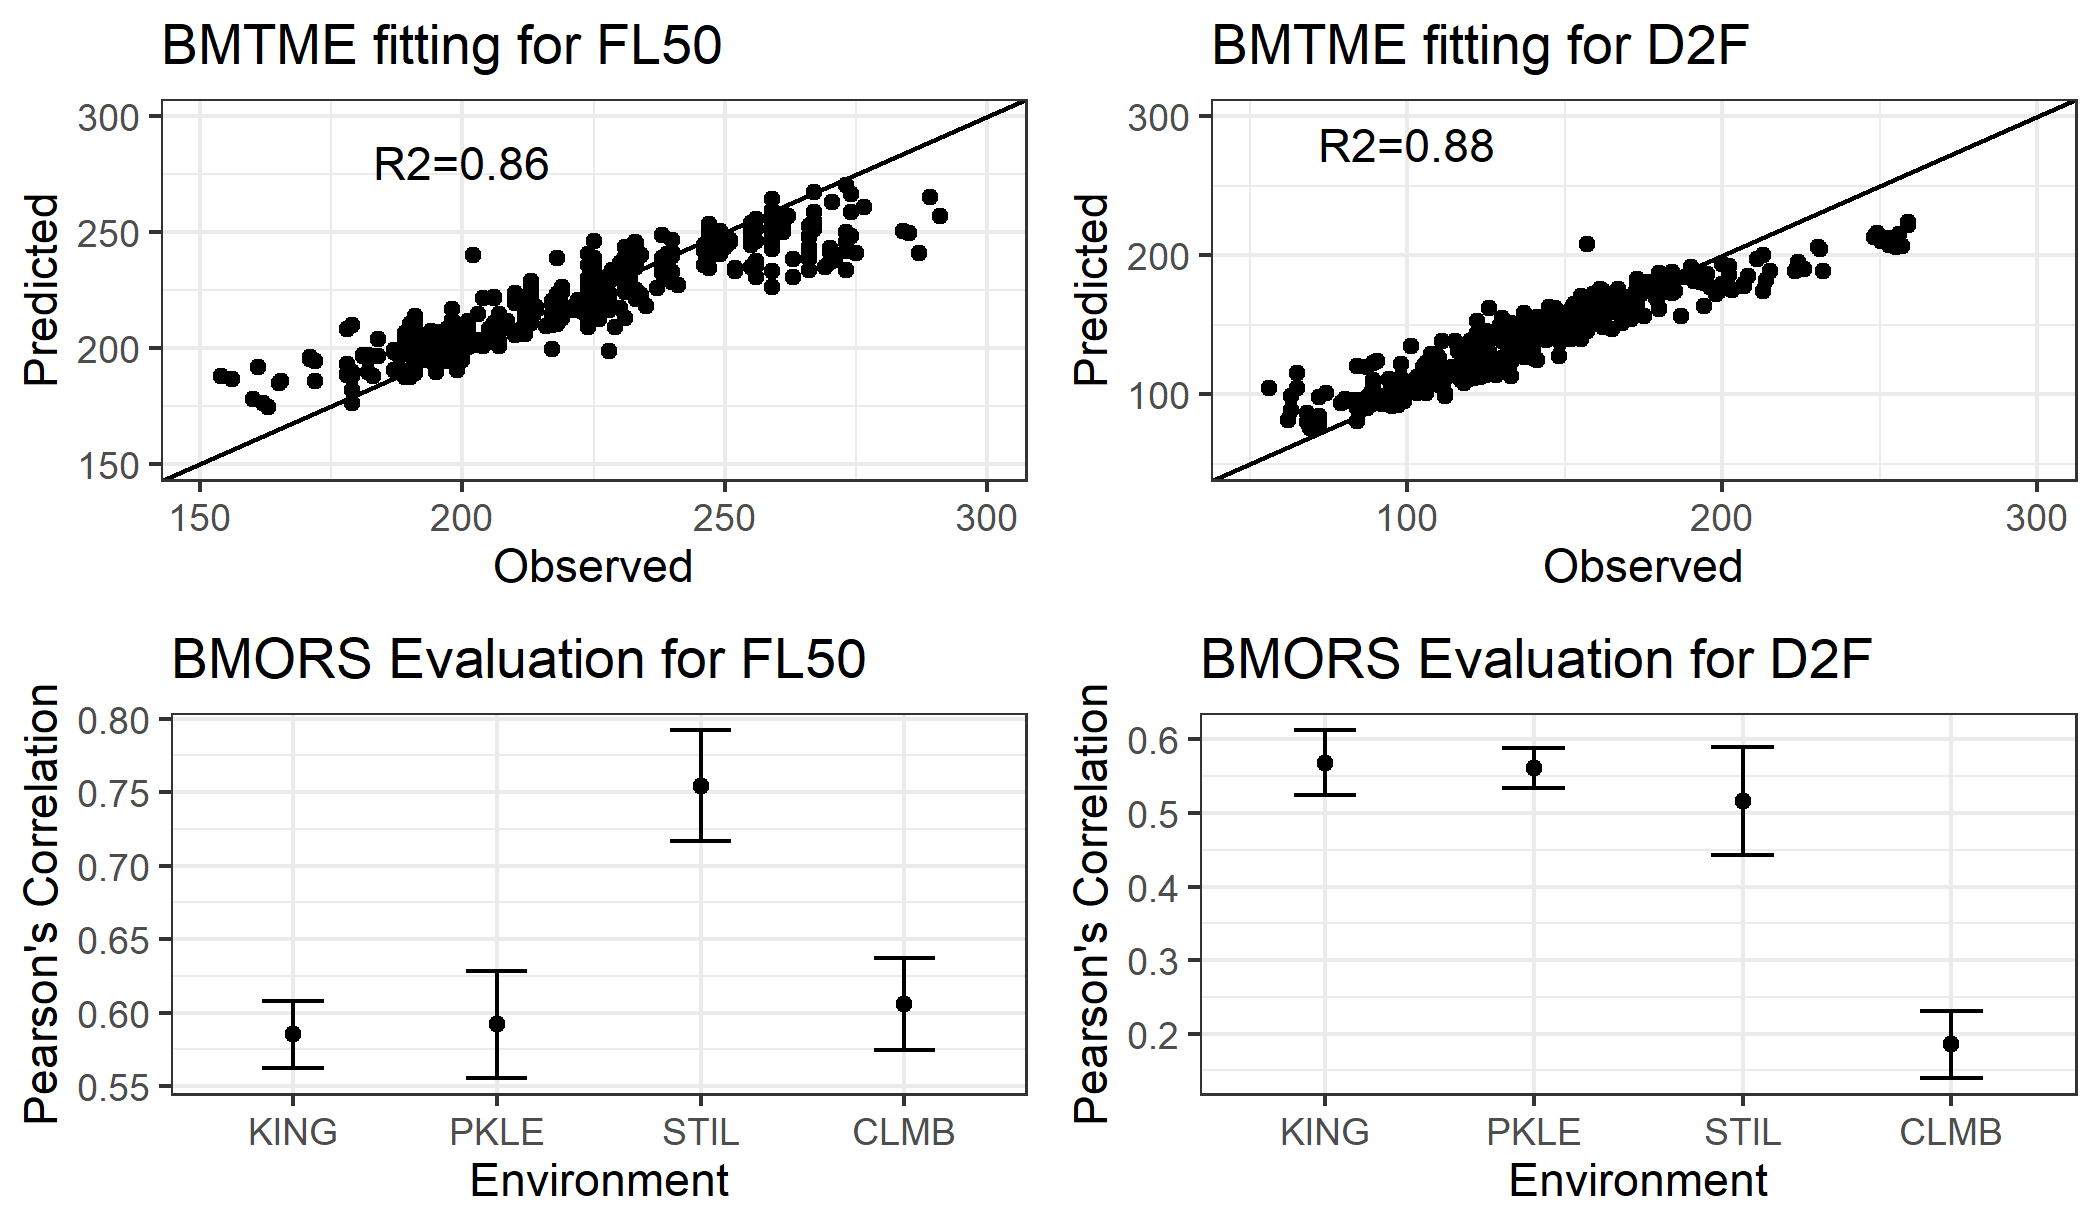 BMTME fitting for FL50
300
250
200
150
Predicted
R2=0.86
150 200 250 300
Observed
BMTME fitting for D2F
300
200
100
Predicted
R2=0.88
100 200 300
Observed
BMORS Evaluation for FL50
0.80
0.75
0.70
0.65
0.60
0.55
Pearson's Correlation
KING PKLE STIL CLMB
Environment
BMORS Evaluation for D2F
0.6
0.5
0.4
0.3
0.2
Pearson's Correlation
KING PKLE STIL CLMB
Environment